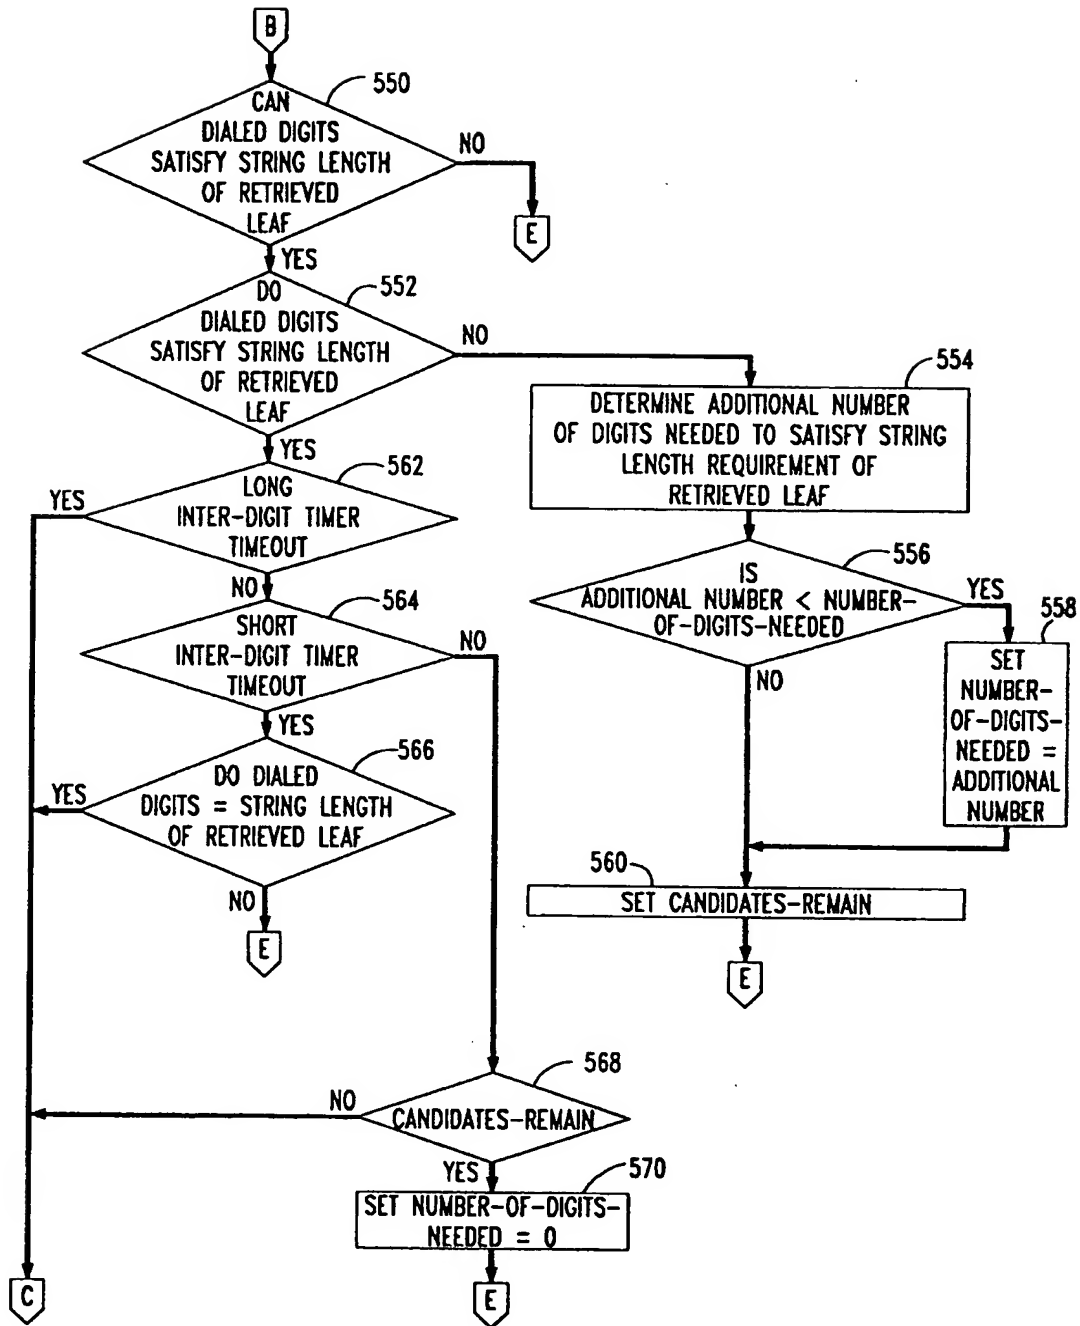 B
550
CAN
DIALED DIGITS
SATISFY STRING LENGTH
OF RETRIEVED
LEAF
NO
E
YES
552
DO
DIALED DIGITS
SATISFY STRING LENGTH
OF RETRIEVED
LEAF
NO
554
DETERMINE ADDITIONAL NUMBER
OF DIGITS NEEDED TO SATISFY STRING
LENGTH REQUIREMENT OF
RETRIEVED LEAF
YES
562
LONG
INTER-DIGIT TIMER
TIMEOUT
YES
NO
556
IS
ADDITIONAL NUMBER < NUMBER-
OF-DIGITS-NEEDED
YES
558
SET
NUMBER-
OF-DIGITS-
NEEDED =
ADDITIONAL
NUMBER
NO
564
SHORT
INTER-DIGIT TIMER
TIMEOUT
NO
YES
566
DO DIALED
DIGITS = STRING LENGTH
OF RETRIEVED LEAF
YES
NO
E
560
SET CANDIDATES-REMAIN
E
568
CANDIDATES-REMAIN
NO
YES
570
SET NUMBER-OF-DIGITS-
NEEDED = 0
C
E